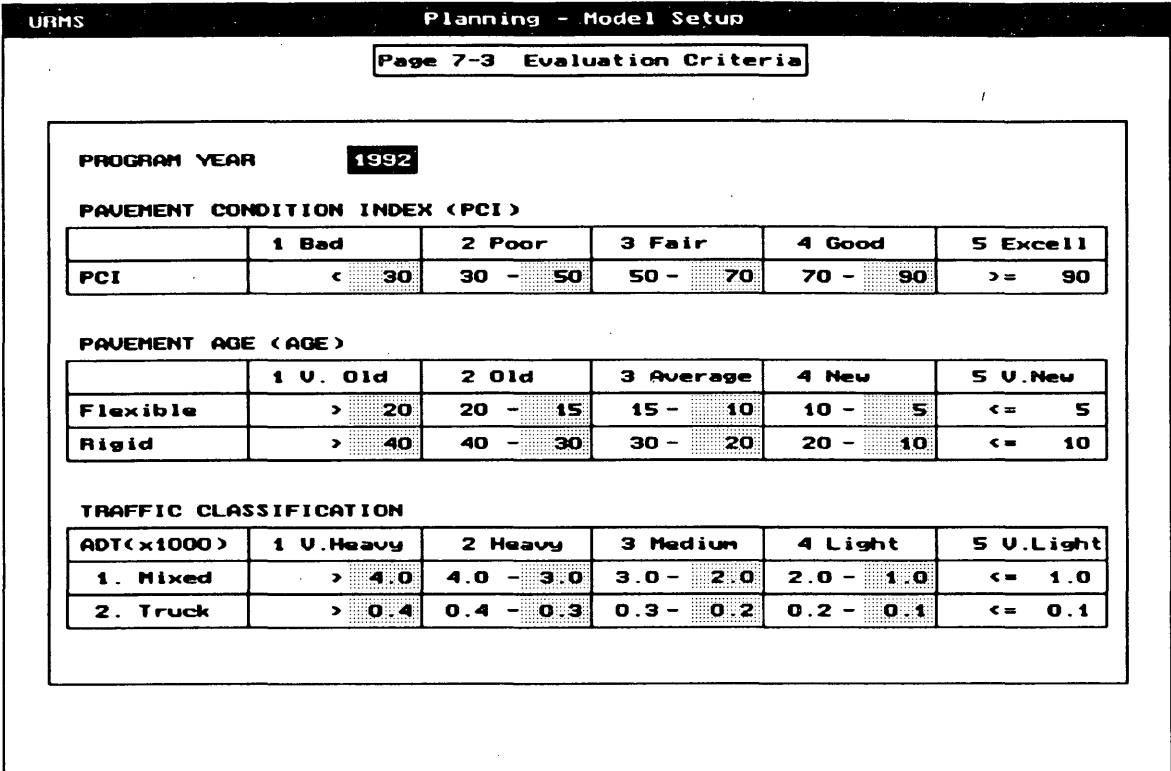 URMS Planning - Model Setup
Page 7-3 Evaluation Criteria
PROGRAM YEAR 1992
PAVEMENT CONDITION INDEX (PCI)
1 Bad 2 Poor 3 Fair 4 Good 5 Excell
PCI < 30 30 - 50 50 - 70 70 - 90 >= 90
PAVEMENT AGE (AGE)
1 V. Old 2 Old 3 Average 4 New 5 V.New
Flexible > 20 20 - 15 15 - 10 10 - 5 <= 5
Rigid > 40 40 - 30 30 - 20 20 - 10 <= 10
TRAFFIC CLASSIFICATION
ADT(x1000) 1 V.Heavy 2 Heavy 3 Medium 4 Light 5 V.Light
1. Mixed > 4.0 4.0 - 3.0 3.0 - 2.0 2.0 - 1.0 <= 1.0
2. Truck > 0.4 0.4 - 0.3 0.3 - 0.2 0.2 - 0.1 <= 0.1